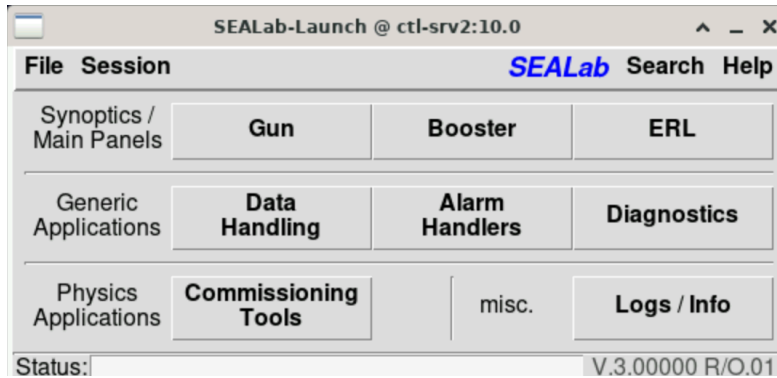 SEALab-Launch @ ctl-srv2:10.0
File Session SEALab Search Help
Synoptics /
Main Panels
Gun
Booster
ERL
Generic
Applications
Data
Handling
Alarm
Handlers
Diagnostics
Physics
Applications
Commissioning
Tools
misc.
Logs / Info
Status:
V.3.00000 R/O.01